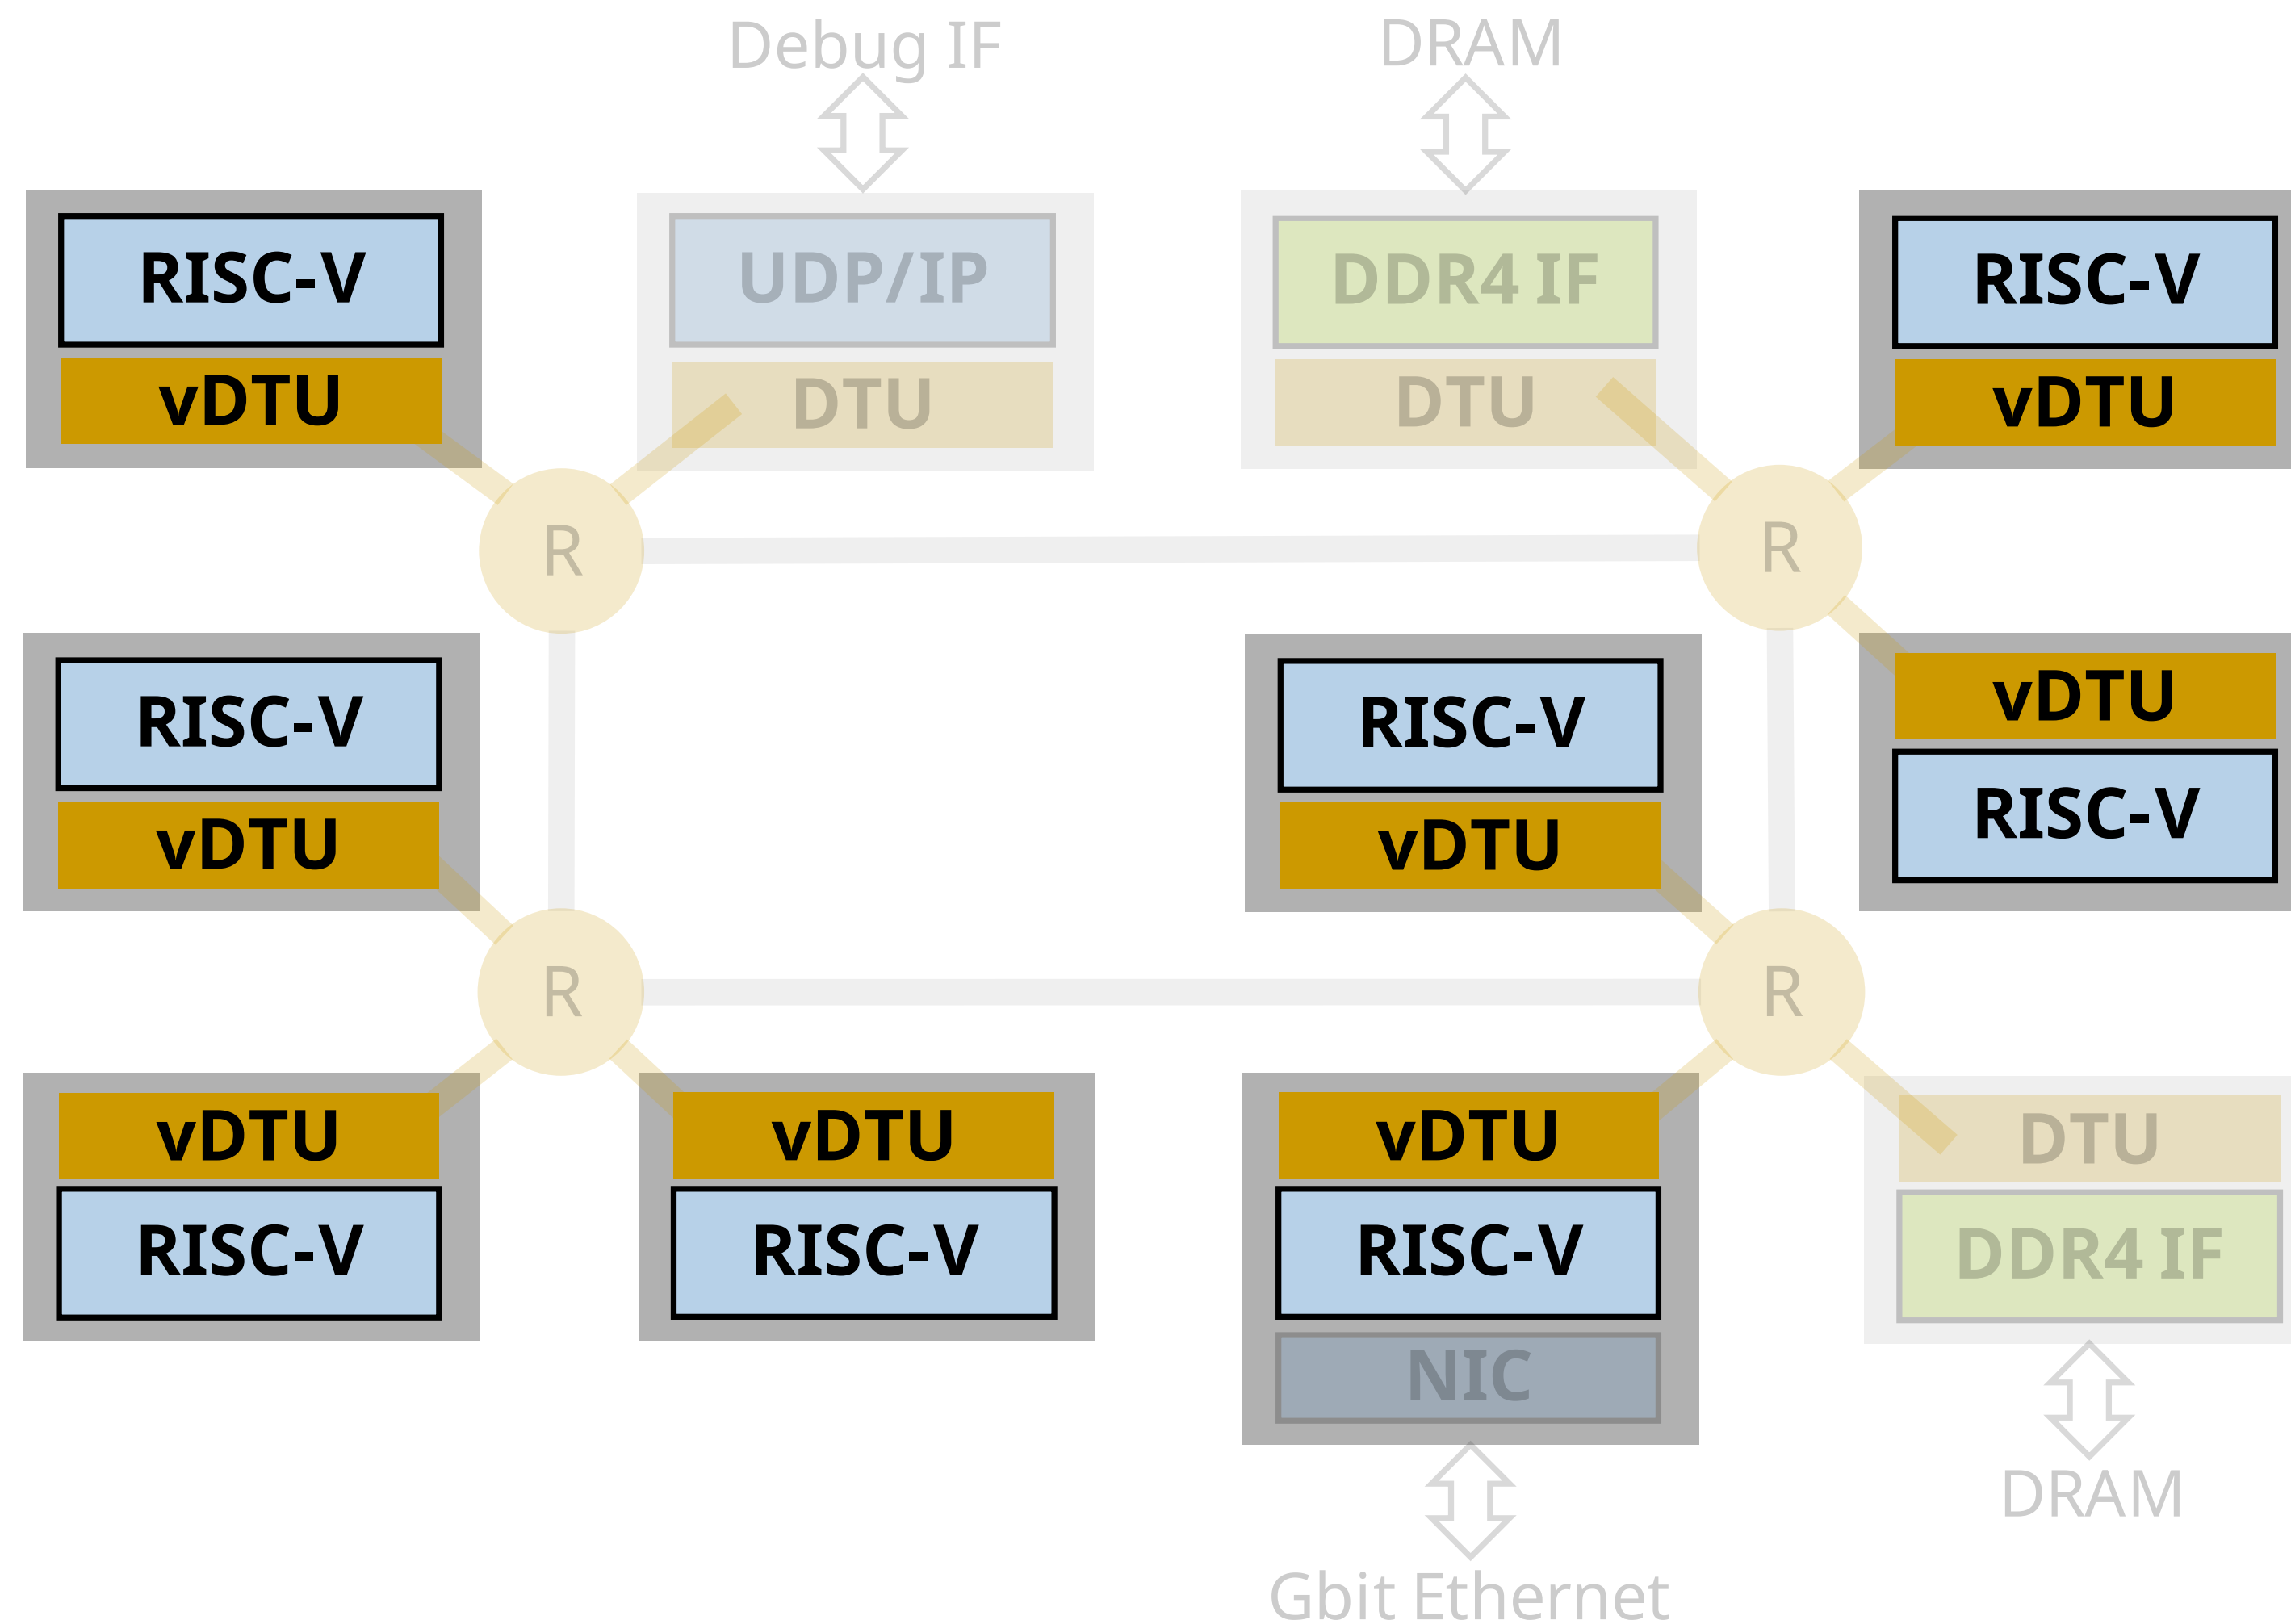 Debug IF
DRAM
RISC-V
vDTU
UDP/IP
DTU
DDR4 IF
DTU
RISC-V
vDTU
R
R
RISC-V
vDTU
RISC-V
vDTU
vDTU
RISC-V
R
R
vDTU
RISC-V
vDTU
RISC-V
vDTU
RISC-V
NIC
DTU
DDR4 IF
DRAM
Gbit Ethernet